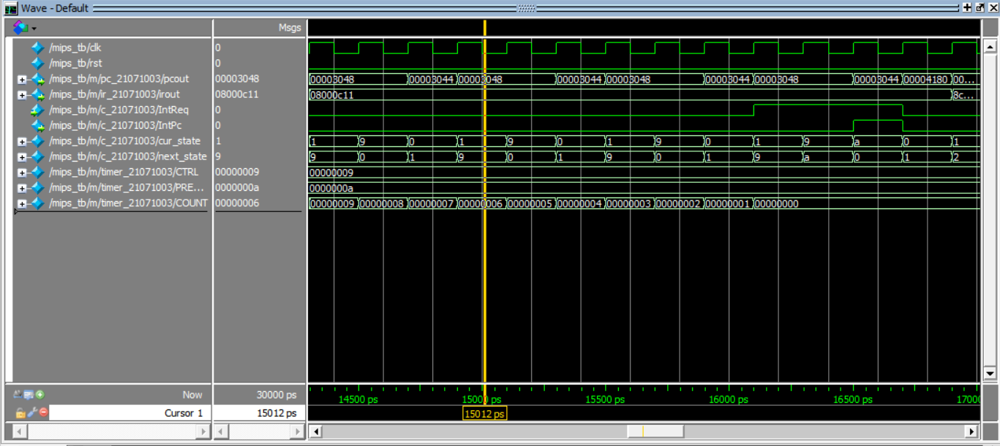 Wave - Default
Msgs
/mips_tb/clk 0
/mips_tb/rst 0
/mips_tb/m/pc_21071003/pcout 00003048 00003048 00003044 00003048 00003044 00003048 00003044 00003048 00003044 00004180 00...
/mips_tb/m/ir_21071003/irout 08000c11 08000c11 8c...
/mips_tb/m/c_21071003/IntReq 0
/mips_tb/m/c_21071003/IntPc 0
/mips_tb/m/c_21071003/cur_state 1 1 9 0 1 9 0 1 9 0 1 9 a 0 1
/mips_tb/m/c_21071003/next_state 9 9 0 1 9 0 1 9 0 1 9 a 0 1 2
/mips_tb/m/timer_21071003/CTRL 00000009 00000009
/mips_tb/m/timer_21071003/PRE... 0000000a 0000000a
/mips_tb/m/timer_21071003/COUNT 00000006 00000009 00000008 00000007 00000006 00000005 00000004 00000003 00000002 00000001 00000000
Now 30000 ps 14500 ps 15000 ps 15500 ps 16000 ps 16500 ps 1700
Cursor 1 15012 ps 15012 ps